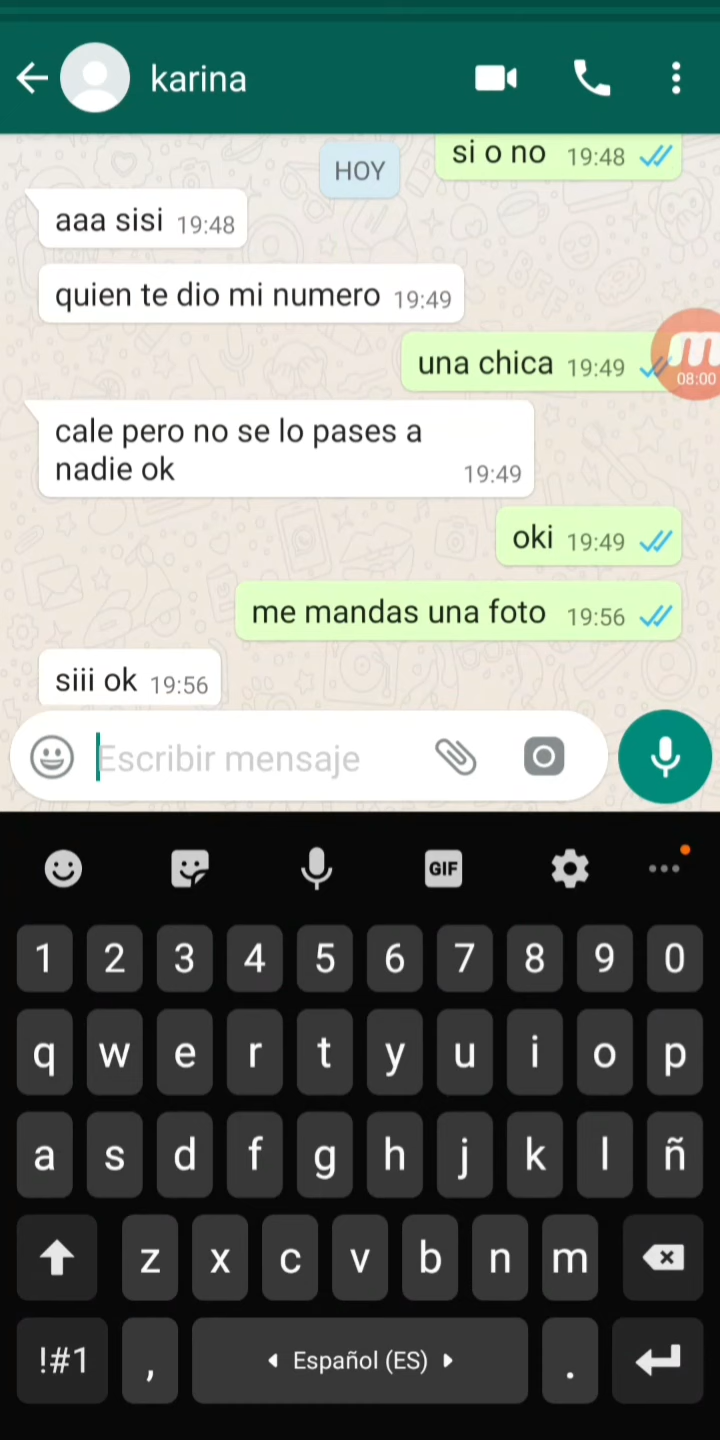 karina
si o no 19:48
HOY
aaa sisi 19:48
quien te dio mi numero 19:49
una chica 19:49
08:00
cale pero no se lo pases a
nadie ok 19:49
oki 19:49
me mandas una foto 19:56
siii ok 19:56
Escribir mensaje
GIF
1 2 3 4 5 6 7 8 9 0
q w e r t y u i o p
a s d f g h j k l ñ
z x c v b n m
!#1 , Español (ES) .